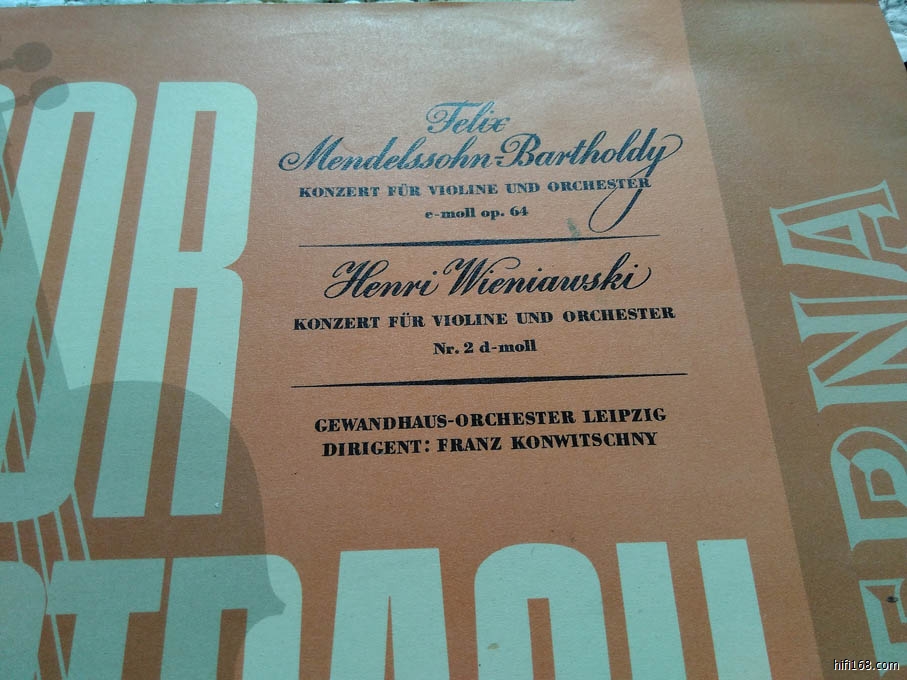 Felix
Mendelssohn-Bartholdy
KONZERT FÜR VIOLINE UND ORCHESTER
e-moll op. 64
Henri Wieniawski
KONZERT FÜR VIOLINE UND ORCHESTER
Nr. 2 d-moll
GEWANDHAUS-ORCHESTER LEIPZIG
DIRIGENT: FRANZ KONWITSCHNY
hifi168.com